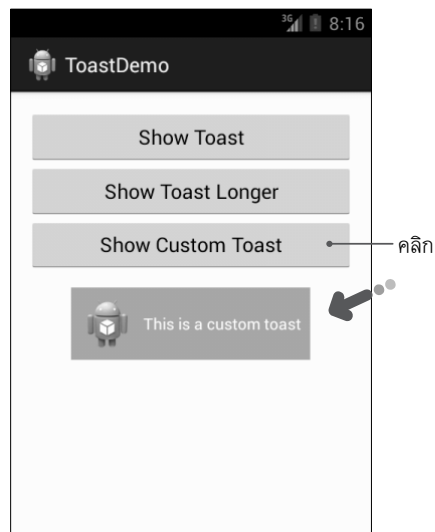 3G 8:16
ToastDemo
Show Toast
Show Toast Longer
Show Custom Toast
คลิก
This is a custom toast